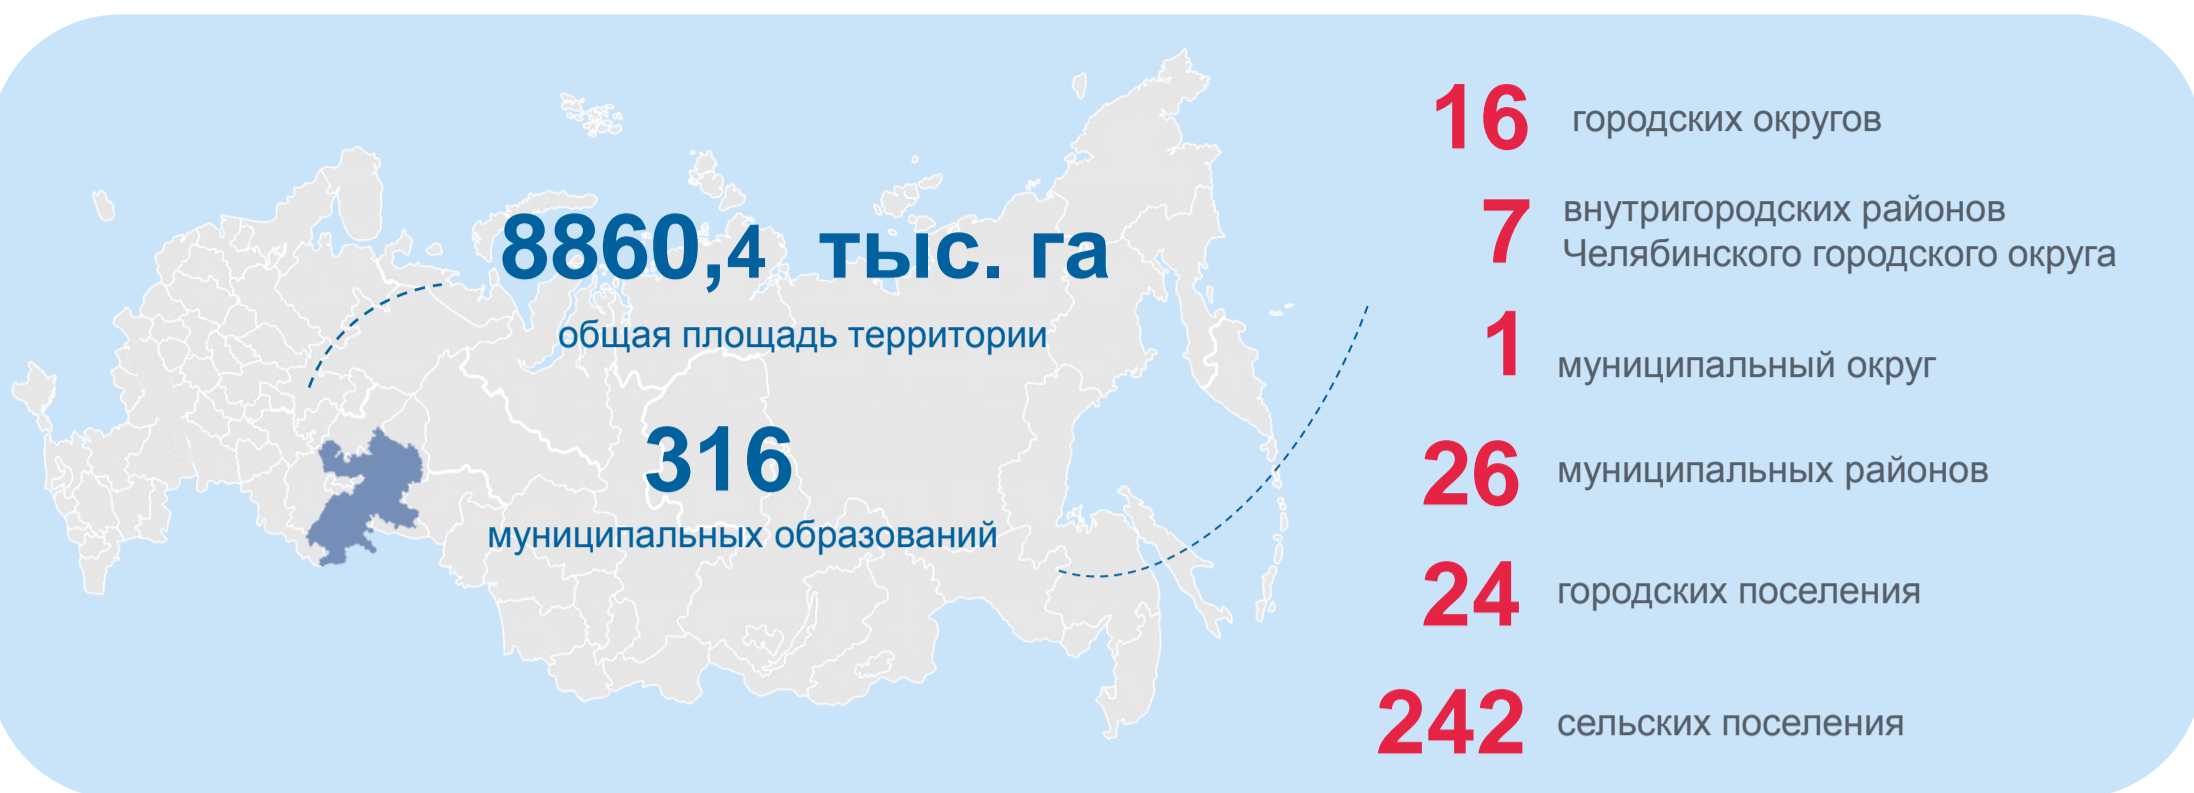 8860,4 тыс. га
общая площадь территории
316
муниципальных образований
16 городских округов
7 внутригородских районов
Челябинского городского округа
1 муниципальный округ
26 муниципальных районов
24 городских поселения
242 сельских поселения